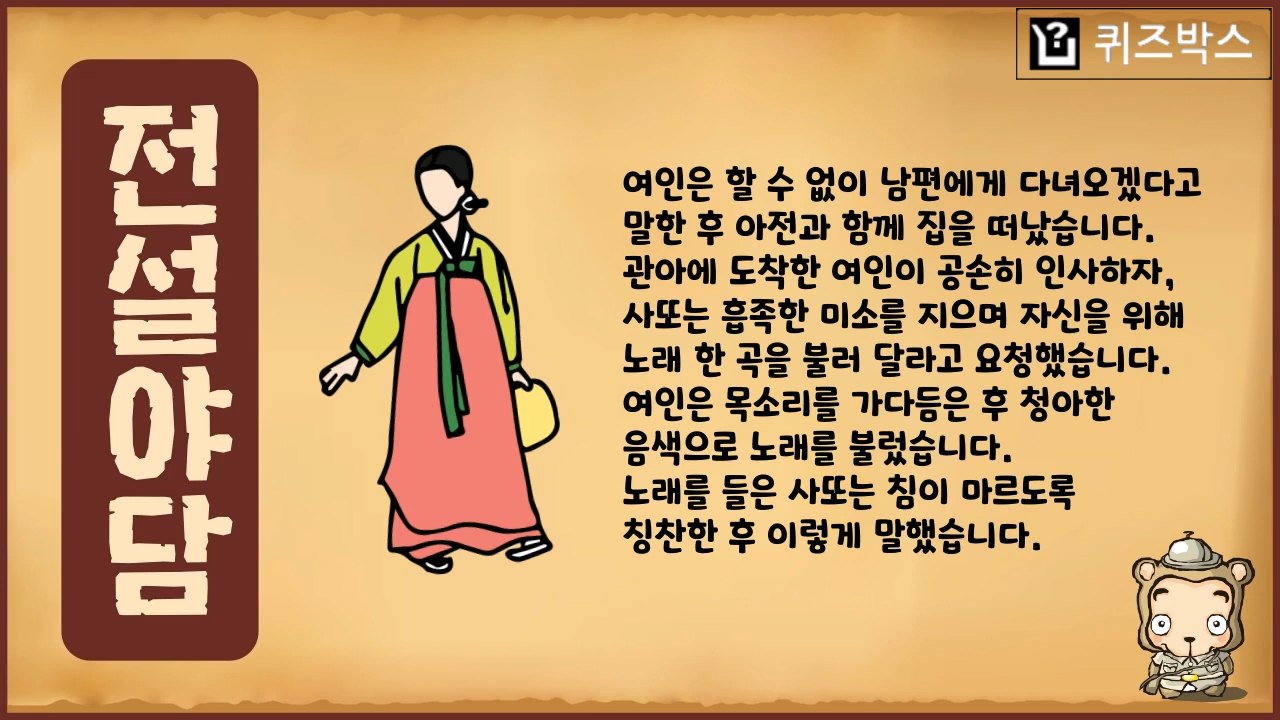 퀴즈박스
전설야담
여인은 할 수 없이 남편에게 다녀오겠다고
말한 후 아전과 함께 집을 떠났습니다.
관아에 도착한 여인이 공손히 인사하자,
사또는 흡족한 미소를 지으며 자신을 위해
노래 한 곡을 불러 달라고 요청했습니다.
여인은 목소리를 가다듬은 후 청아한
음색으로 노래를 불렀습니다.
노래를 들은 사또는 침이 마르도록
칭찬한 후 이렇게 말했습니다.